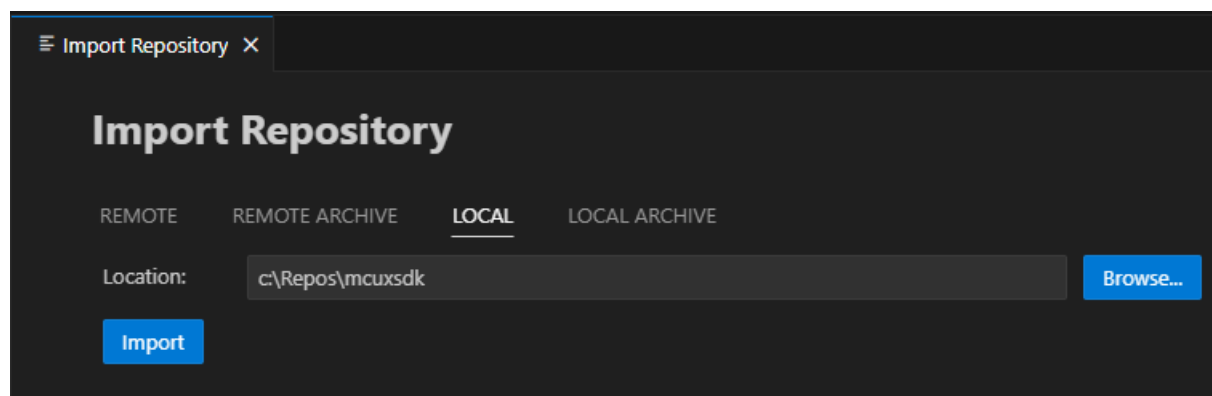 Import Repository
Import Repository
REMOTE REMOTE ARCHIVE LOCAL LOCAL ARCHIVE
Location: c:\Repos\mcuxsdk Browse...
Import